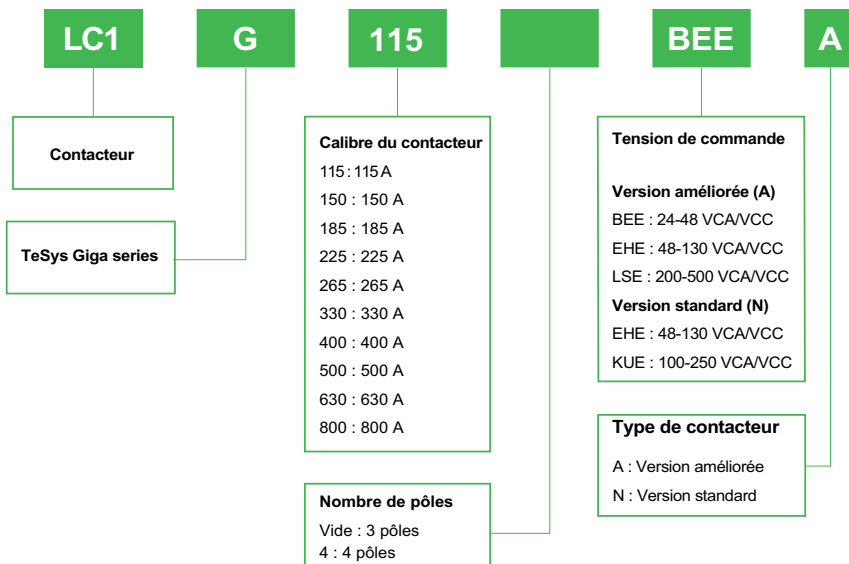 LC1
G
115
BEE
A
Contacteur
TeSys Giga series
Calibre du contacteur
115 : 115 A
150 : 150 A
185 : 185 A
225 : 225 A
265 : 265 A
330 : 330 A
400 : 400 A
500 : 500 A
630 : 630 A
800 : 800 A
Nombre de pôles
Vide : 3 pôles
4 : 4 pôles
Tension de commande
Version améliorée (A)
BEE : 24-48 VCA/VCC
EHE : 48-130 VCA/VCC
LSE : 200-500 VCA/VCC
Version standard (N)
EHE : 48-130 VCA/VCC
KUE : 100-250 VCA/VCC
Type de contacteur
A : Version améliorée
N : Version standard